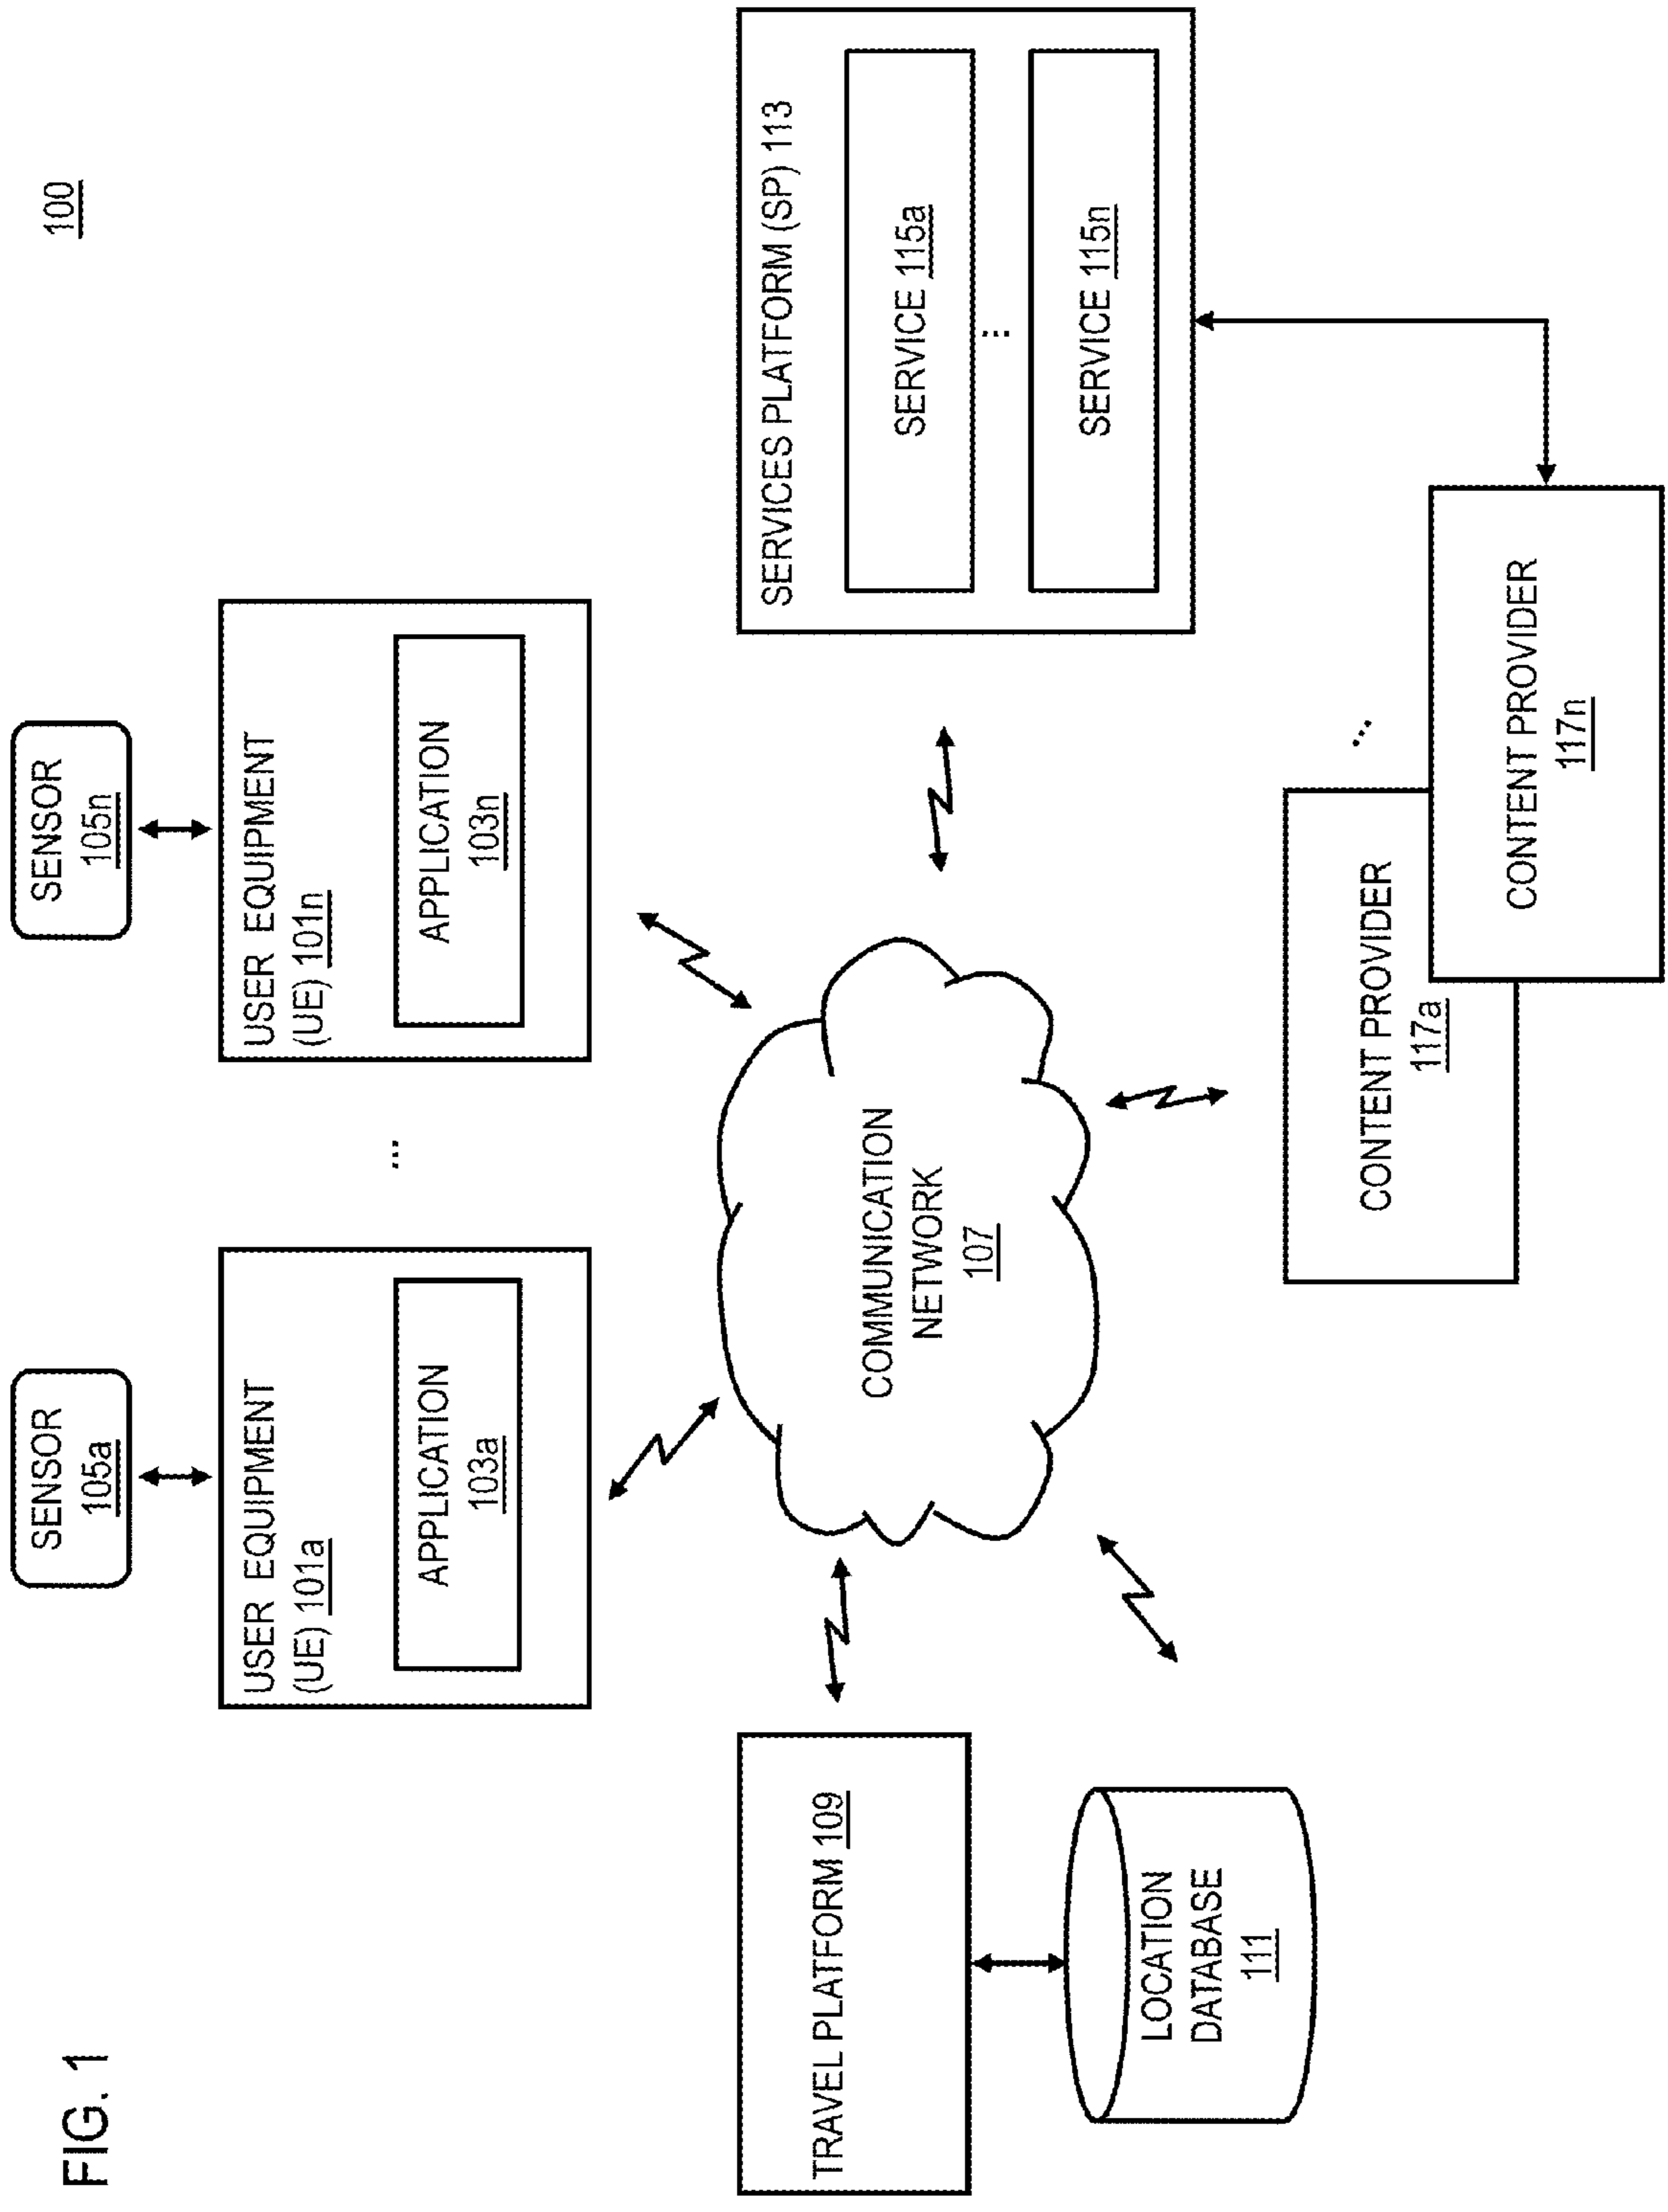 FIG. 1
100
SENSOR
105a
SENSOR
105n
USER EQUIPMENT
(UE) 101a
APPLICATION
103a
...
USER EQUIPMENT
(UE) 101n
APPLICATION
103n
TRAVEL PLATFORM 109
LOCATION
DATABASE
111
COMMUNICATION
NETWORK
107
SERVICES PLATFORM (SP) 113
SERVICE 115a
...
SERVICE 115n
CONTENT PROVIDER
117a
...
CONTENT PROVIDER
117n